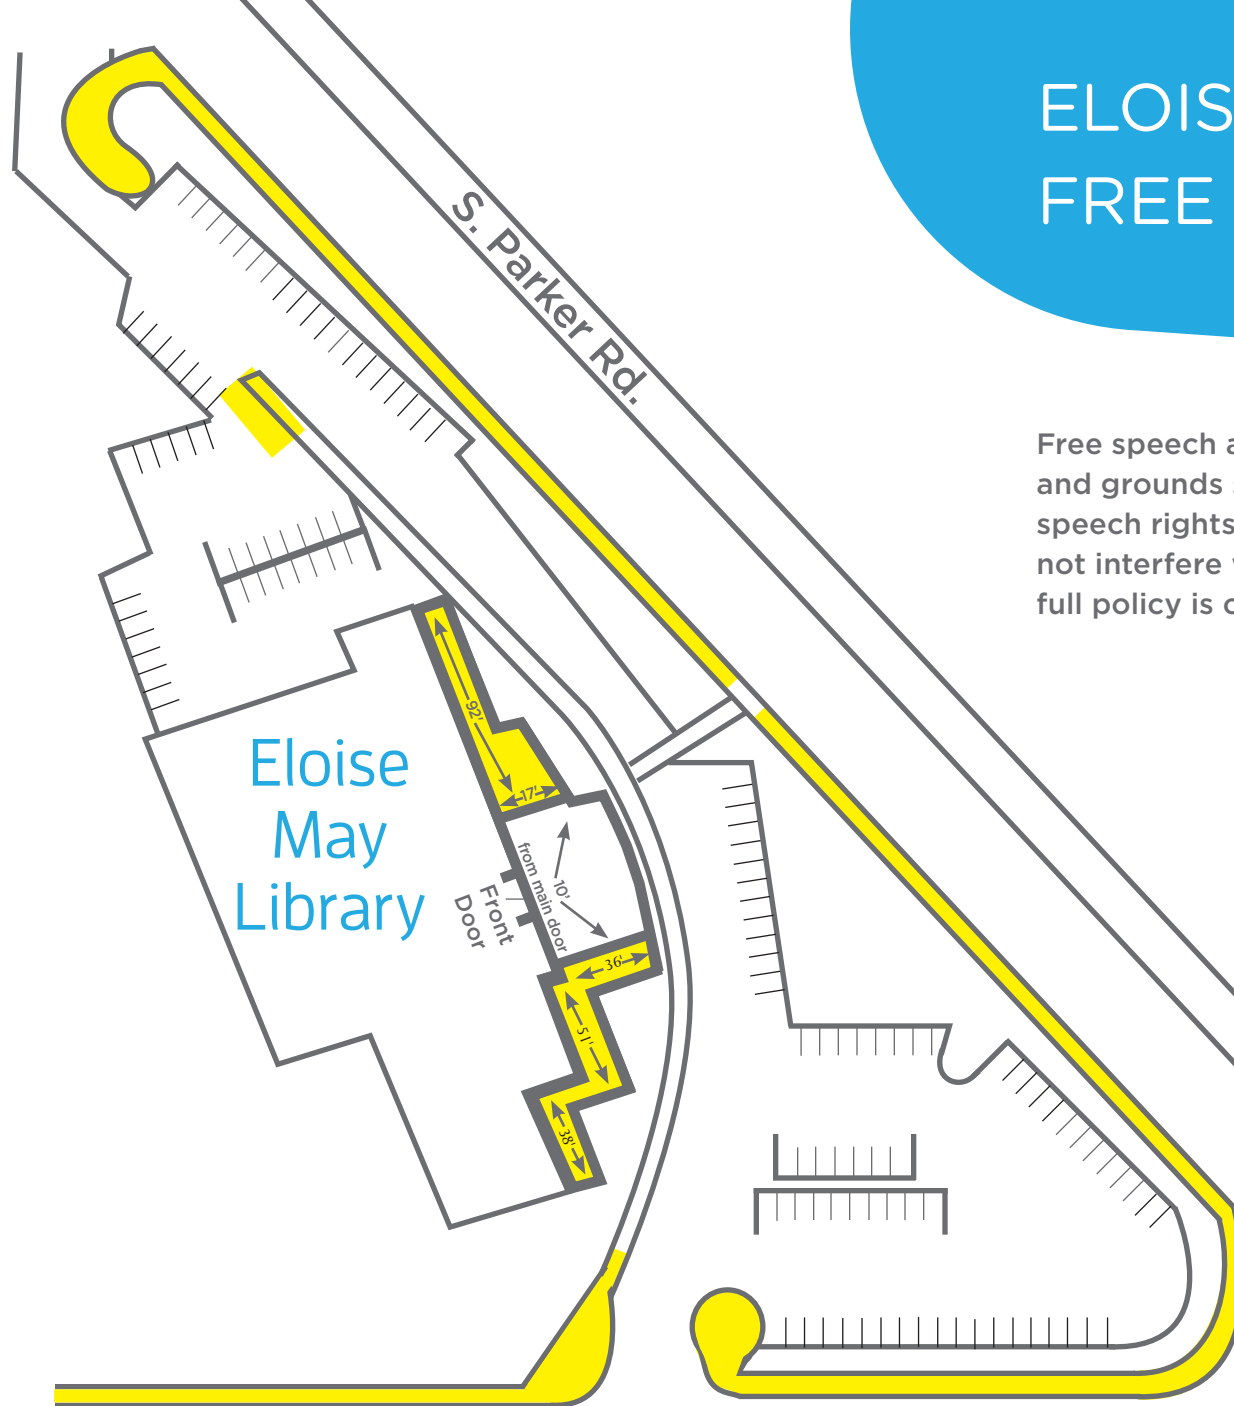 ELOIS
FREE
S. Parker Rd.
Free speech a
and grounds
speech rights
not interfere
full policy is
Eloise
May
Library
92'
17'
from main door
10'
Front
Door
36'
51'
38'